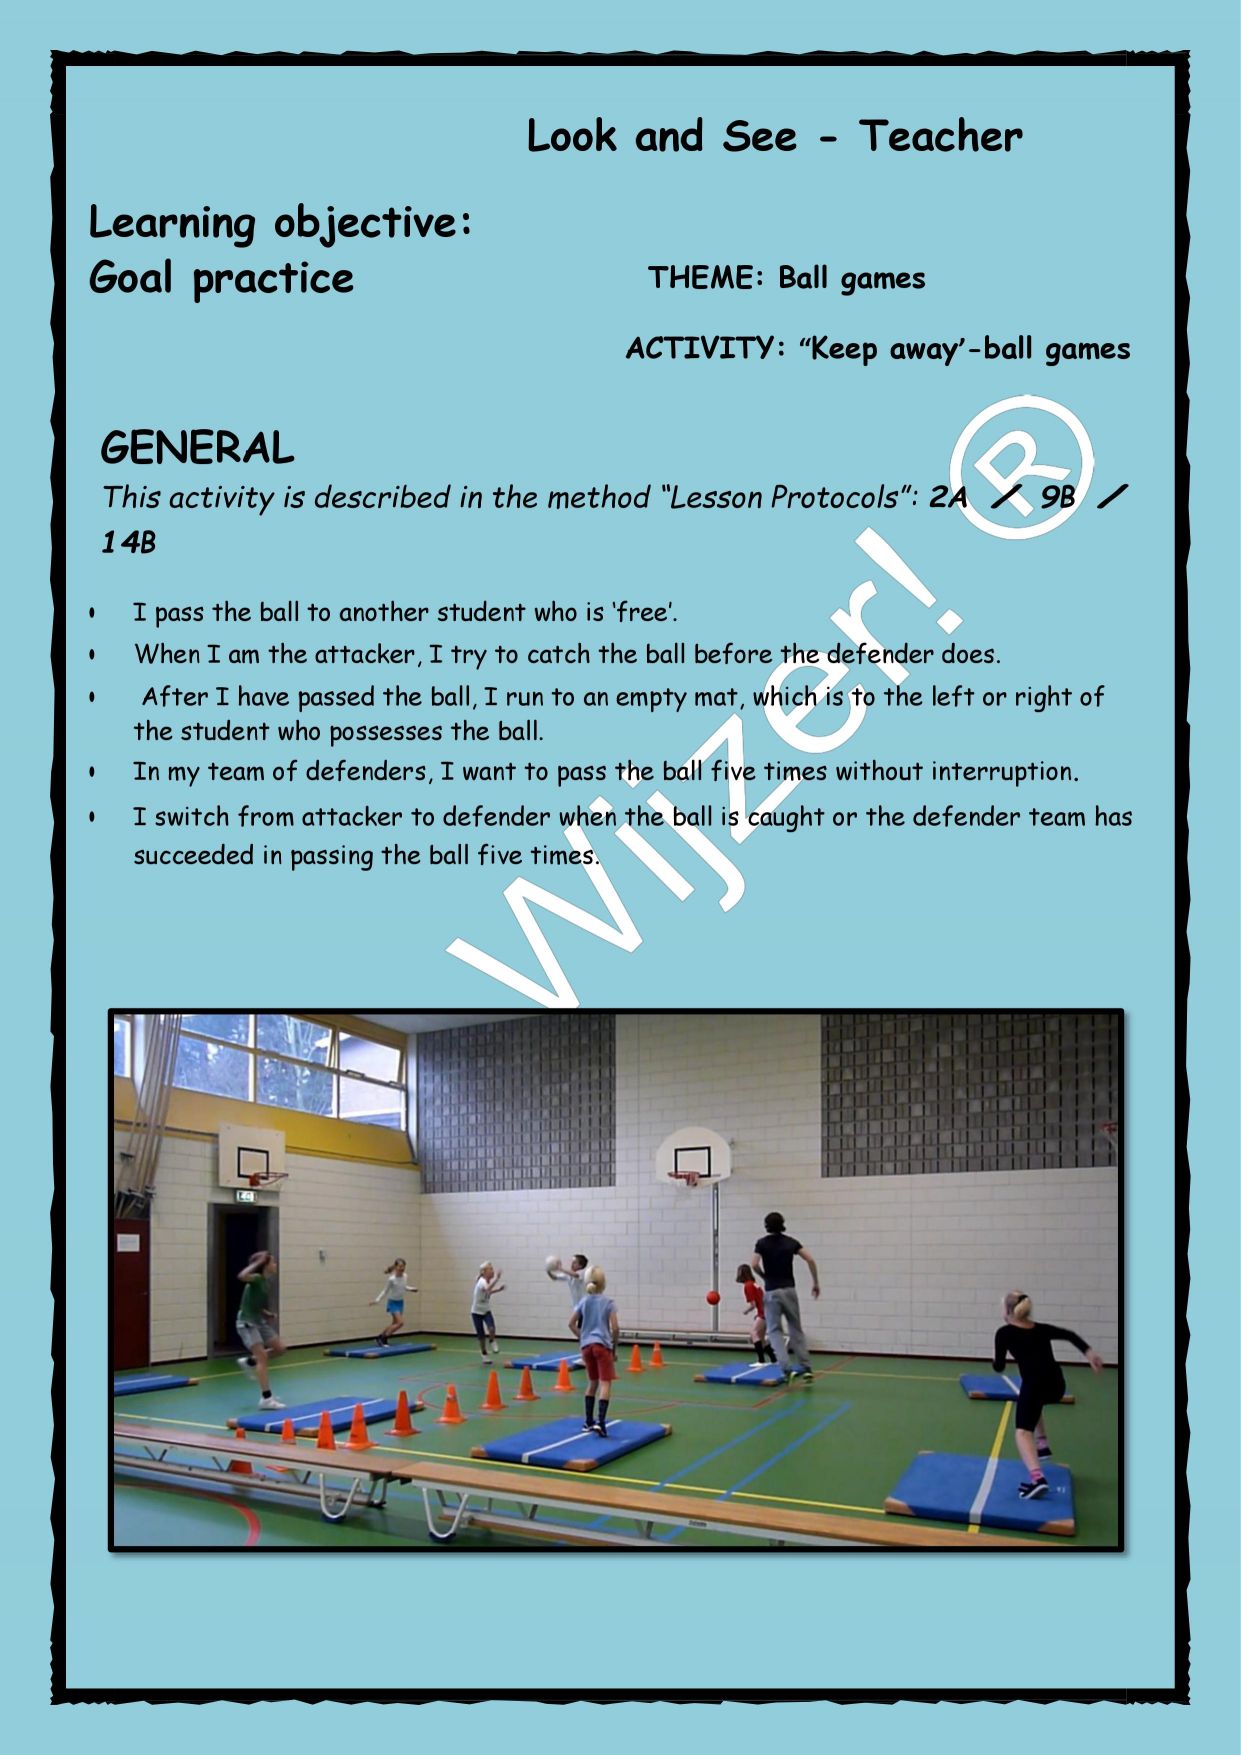 Look and See - Teacher
Learning objective:
Goal practice
THEME: Ball games
ACTIVITY: “Keep away’-ball games
GENERAL
This activity is described in the method “Lesson Protocols”: 2A / 9B /
14B
• I pass the ball to another student who is ‘free’.
• When I am the attacker, I try to catch the ball before the defender does.
• After I have passed the ball, I run to an empty mat, which is to the left or right of
the student who possesses the ball.
• In my team of defenders, I want to pass the ball five times without interruption.
• I switch from attacker to defender when the ball is caught or the defender team has
succeeded in passing the ball five times.
Wijzer! ®